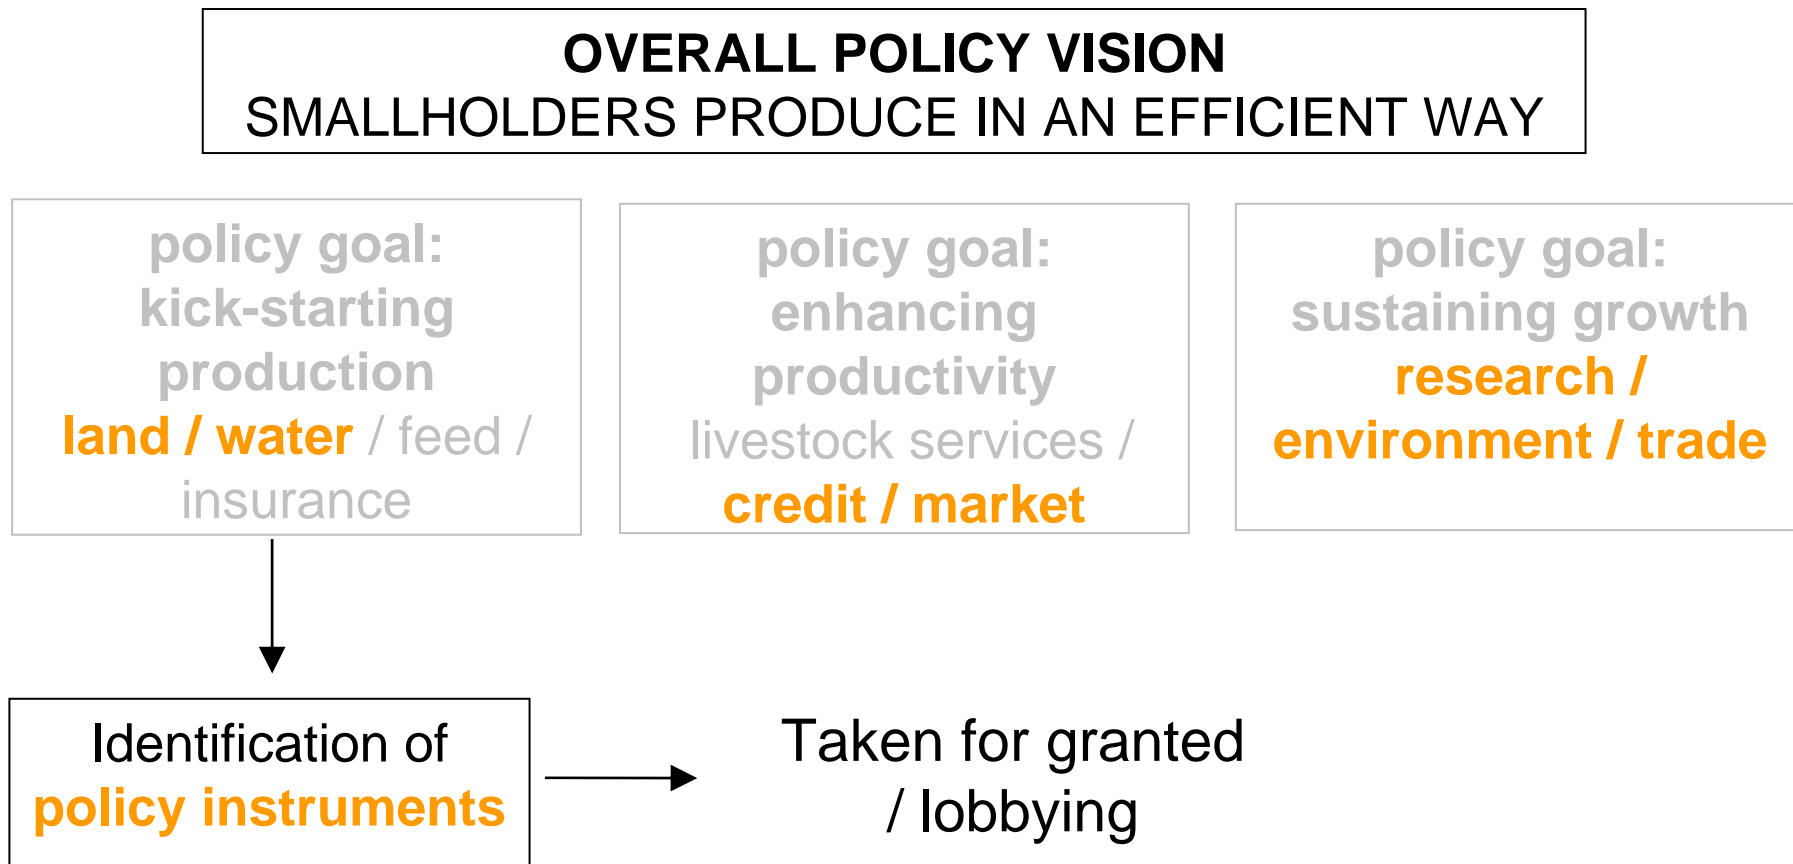 OVERALL POLICY VISION
SMALLHOLDERS PRODUCE IN AN EFFICIENT WAY
policy goal:
kick-starting
production
land / water / feed /
insurance
policy goal:
enhancing
productivity
livestock services /
credit / market
policy goal:
sustaining growth
research /
environment / trade
Identification of
policy instruments
Taken for granted
/ lobbying